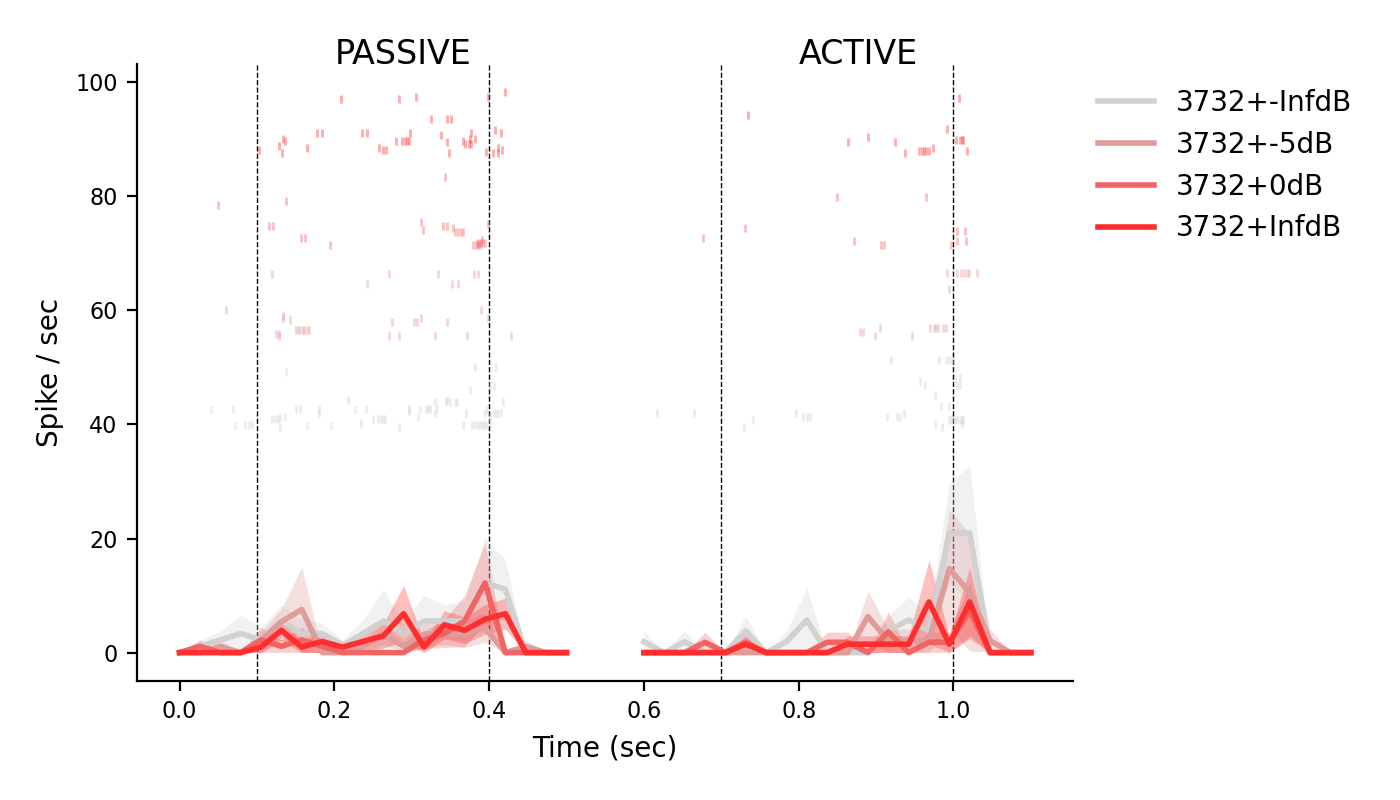 PASSIVE ACTIVE
100
80
60
40
20
0
Spike / sec
0.0 0.2 0.4 0.6 0.8 1.0
Time (sec)
3732+-InfdB
3732+-5dB
3732+0dB
3732+InfdB